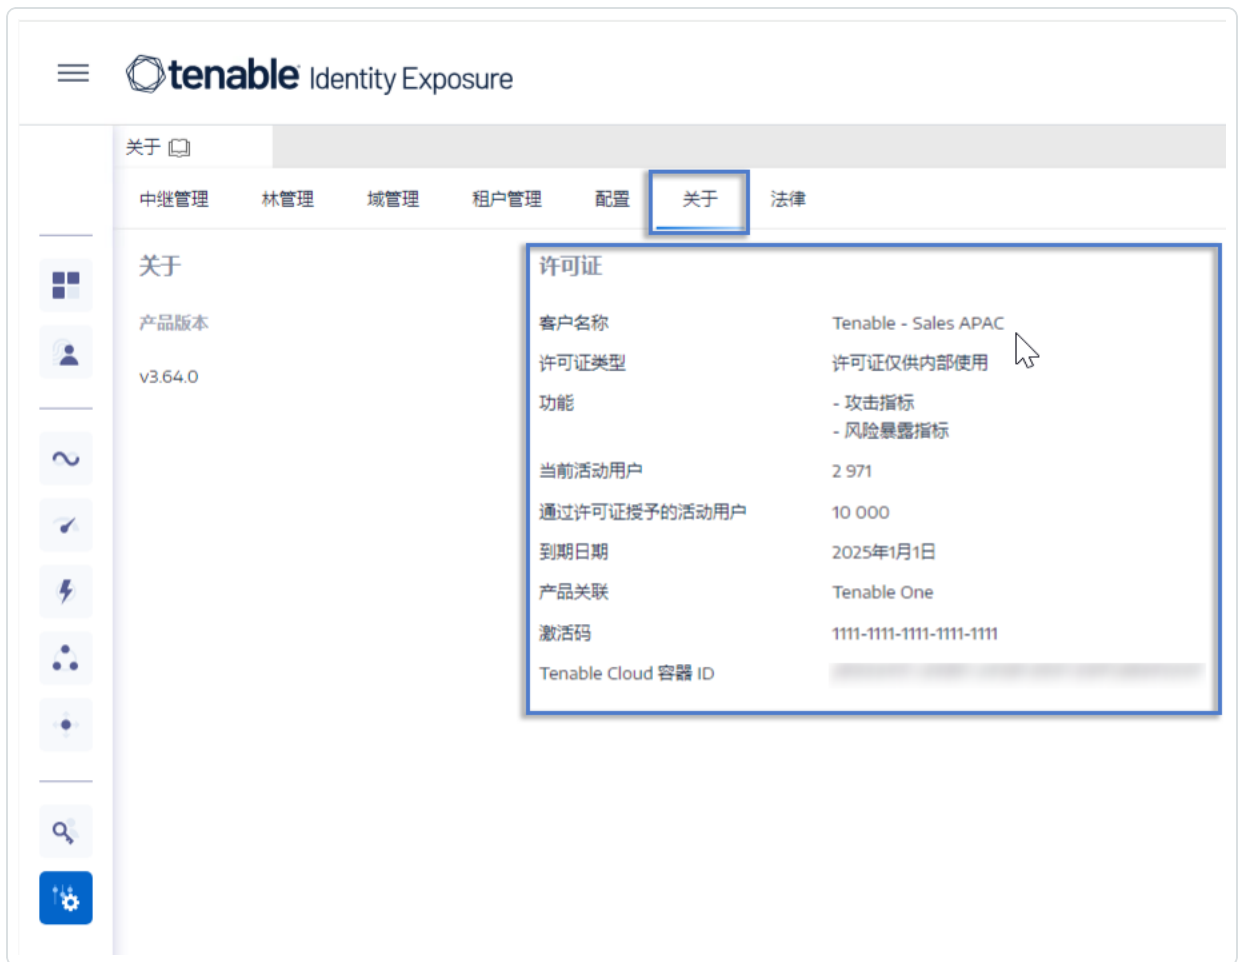 tenable Identity Exposure
关于
中继管理 林管理 域管理 租户管理 配置 关于 法律
关于
产品版本
v3.64.0
许可证
客户名称 Tenable - Sales APAC
许可证类型 许可证仅供内部使用
功能 - 攻击指标
- 风险暴露指标
当前活动用户 2 971
通过许可证授予的活动用户 10 000
到期日期 2025年1月1日
产品关联 Tenable One
激活码 1111-1111-1111-1111-1111
Tenable Cloud 容器 ID